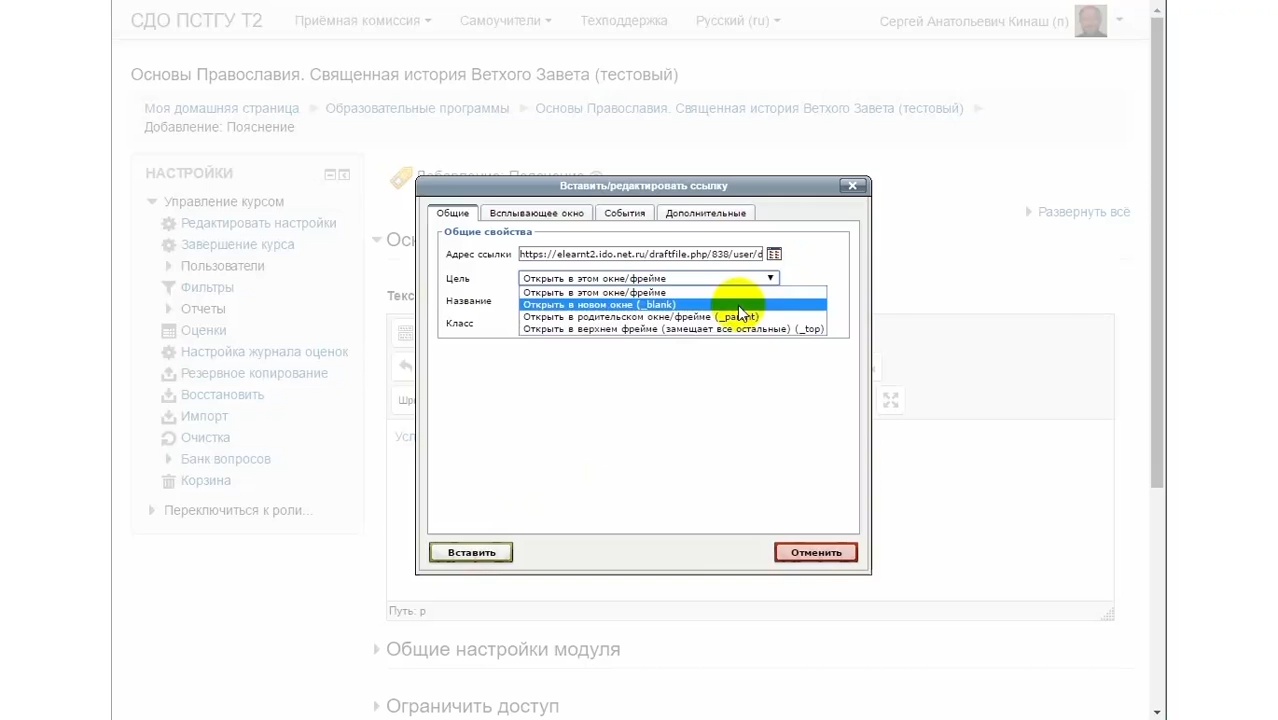 СДО ПСТГУ Т2
Приёмная комиссия
Самоучители
Техподдержка
Русский (ru)
Сергей Анатольевич Кинаш (п)
Основы Православия. Священная история Ветхого Завета (тестовый)
Моя домашняя страница
Образовательные программы
Основы Православия. Священная история Ветхого Завета (тестовый)
Добавление: Пояснение
НАСТРОЙКИ
Управление курсом
Редактировать настройки
Завершение курса
Пользователи
Фильтры
Отчеты
Оценки
Настройка журнала оценок
Резервное копирование
Восстановить
Импорт
Очистка
Банк вопросов
Корзина
Переключиться к роли...
Добавление: Пояснение
Развернуть всё
Вставить/редактировать ссылку
Общие
Всплывающее окно
События
Дополнительные
Общие свойства
Адрес ссылки
https://elearnt2.ido.net.ru/draftfile.php/838/user/d
Цель
Открыть в этом окне/фрейме
Открыть в этом окне/фрейме
Открыть в новом окне (_blank)
Открыть в родительском окне/фрейме (_parent)
Открыть в верхнем фрейме (замещает все остальные) (_top)
Название
Класс
Вставить
Отменить
Путь: p
Общие настройки модуля
Ограничить доступ